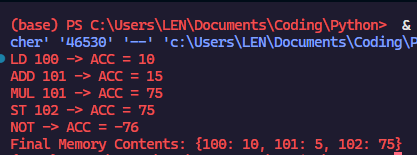 (base) PS C:\Users\LEN\Documents\Coding\Python> &
cher' '46530' '--' 'c:\Users\LEN\Documents\Coding\P
LD 100 -> ACC = 10
ADD 101 -> ACC = 15
MUL 101 -> ACC = 75
ST 102 -> ACC = 75
NOT -> ACC = -76
Final Memory Contents: {100: 10, 101: 5, 102: 75}